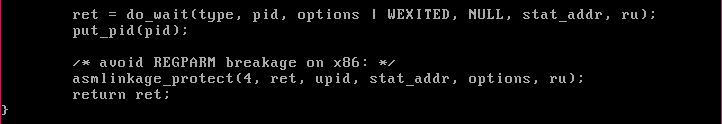 ret = do_wait(type, pid, options | WEXITED, NULL, stat_addr, ru);
put_pid(pid);
/* avoid REGPARM breakage on x86: */
asmlinkage_protect(4, ret, upid, stat_addr, options, ru);
return ret;
}